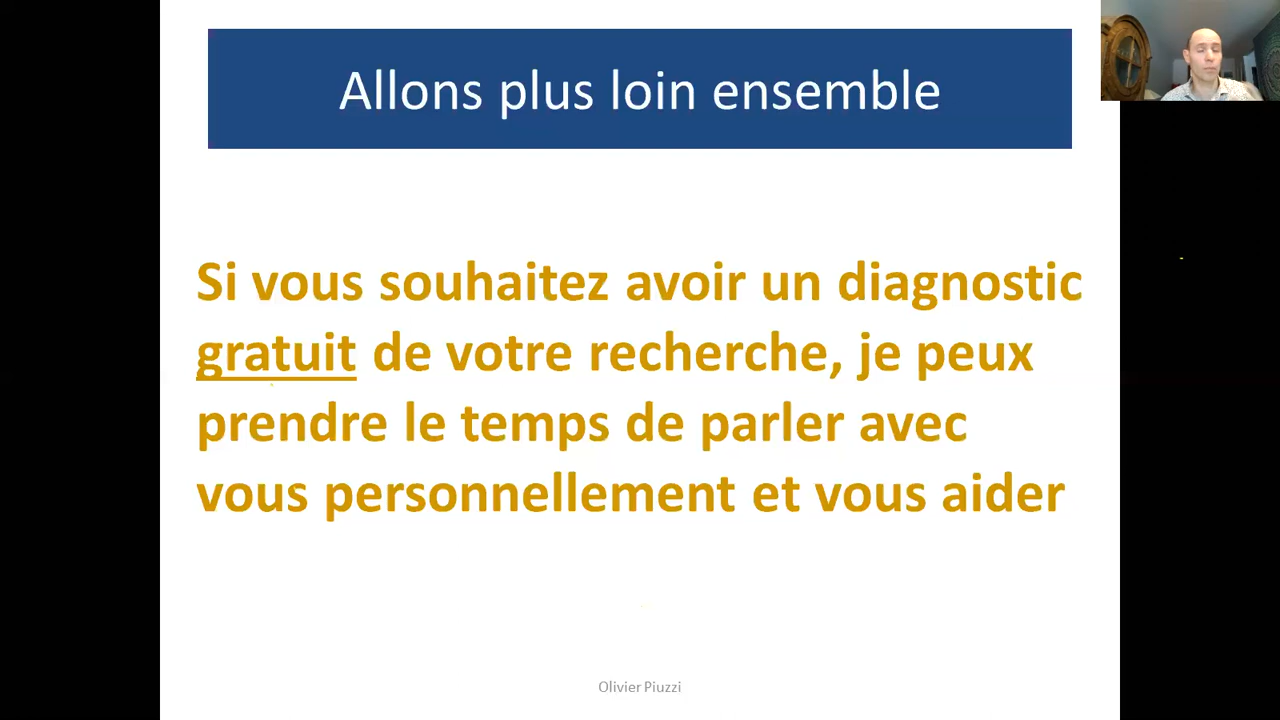 Allons plus loin ensemble
Si vous souhaitez avoir un diagnostic
gratuit de votre recherche, je peux
prendre le temps de parler avec
vous personnellement et vous aider
Olivier Piuzzi